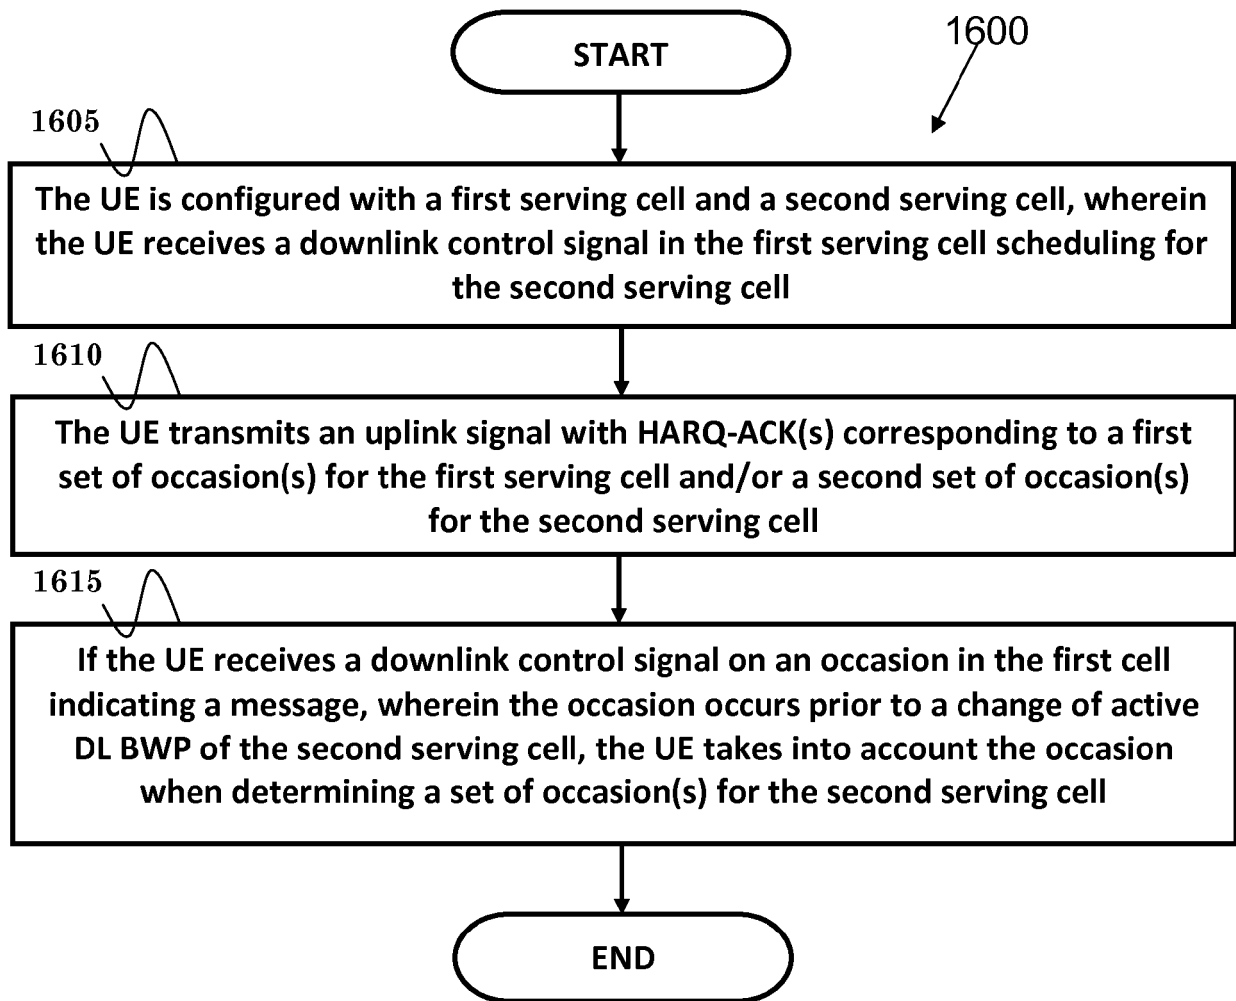 START
1600
1605
The UE is configured with a first serving cell and a second serving cell, wherein
the UE receives a downlink control signal in the first serving cell scheduling for
the second serving cell
1610
The UE transmits an uplink signal with HARQ-ACK(s) corresponding to a first
set of occasion(s) for the first serving cell and/or a second set of occasion(s)
for the second serving cell
1615
If the UE receives a downlink control signal on an occasion in the first cell
indicating a message, wherein the occasion occurs prior to a change of active
DL BWP of the second serving cell, the UE takes into account the occasion
when determining a set of occasion(s) for the second serving cell
END